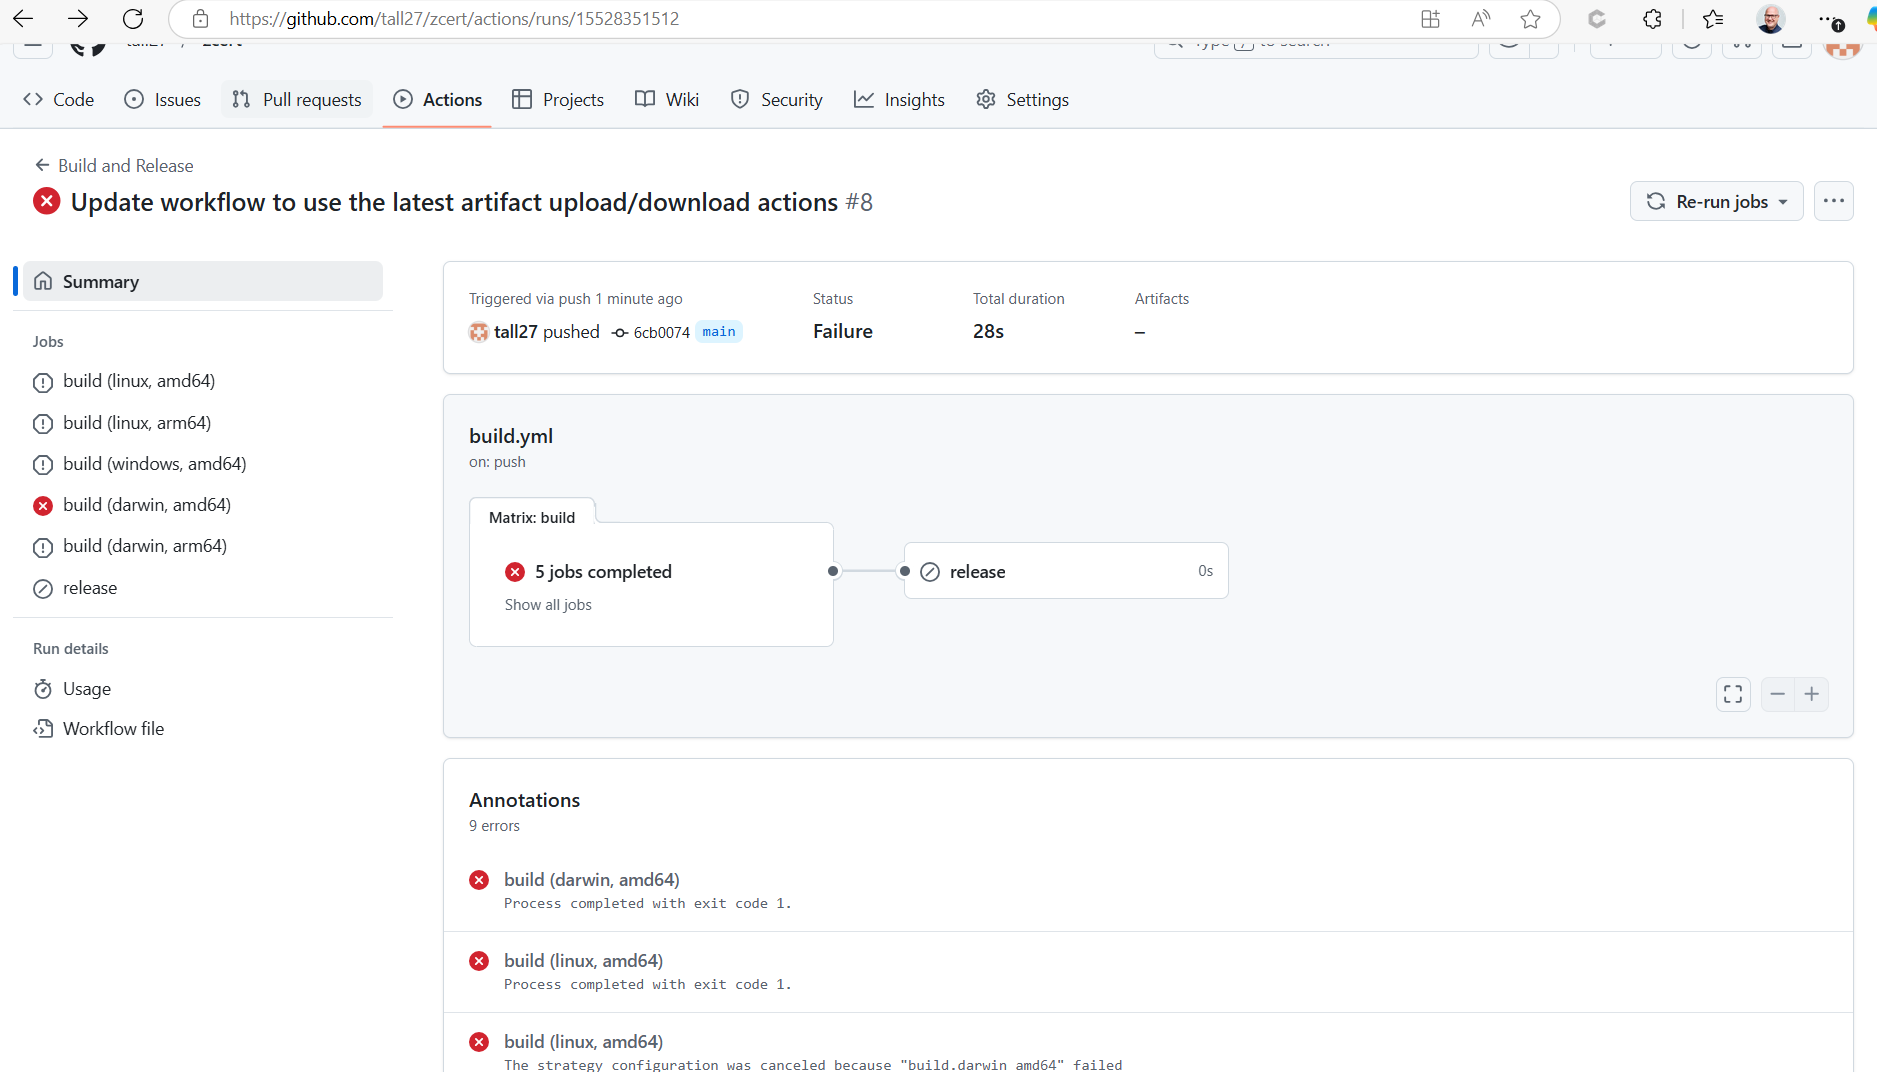 https://github.com/tall27/zcert/actions/runs/15528351512
Code Issues Pull requests Actions Projects Wiki Security Insights Settings
Build and Release
Update workflow to use the latest artifact upload/download actions #8
Re-run jobs
Summary
Jobs
build (linux, amd64)
build (linux, arm64)
build (windows, amd64)
build (darwin, amd64)
build (darwin, arm64)
release
Run details
Usage
Workflow file
Triggered via push 1 minute ago
tall27 pushed 6cb0074 main
Status
Failure
Total duration
28s
Artifacts
–
build.yml
on: push
Matrix: build
5 jobs completed
Show all jobs
release 0s
Annotations
9 errors
build (darwin, amd64)
Process completed with exit code 1.
build (linux, amd64)
Process completed with exit code 1.
build (linux, amd64)
The strategy configuration was canceled because "build.darwin_amd64" failed